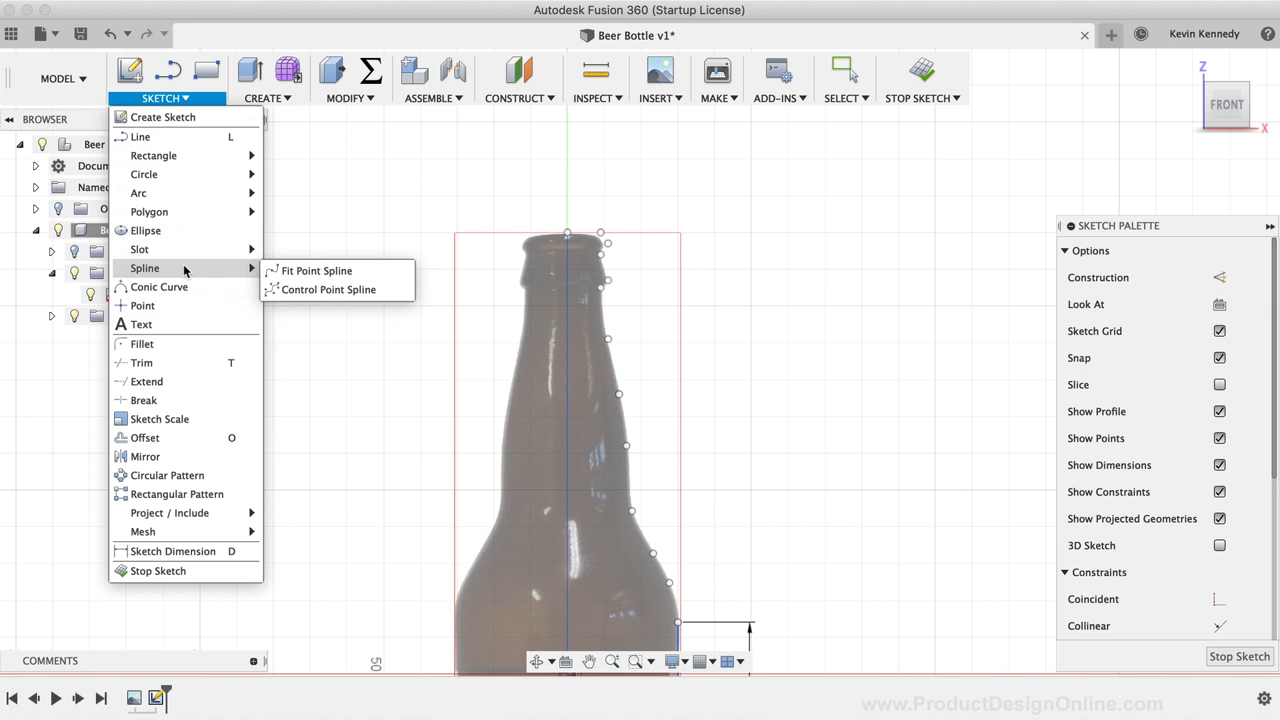 Autodesk Fusion 360 (Startup License)
Beer Bottle v1*
Kevin Kennedy
MODEL
SKETCH
CREATE
MODIFY
ASSEMBLE
CONSTRUCT
INSPECT
INSERT
MAKE
ADD-INS
SELECT
STOP SKETCH
BROWSER
Beer
Docum
Named
O
Be
Create Sketch
Line L
Rectangle
Circle
Arc
Polygon
Ellipse
Slot
Spline
Conic Curve
Point
Text
Fillet
Trim T
Extend
Break
Sketch Scale
Offset O
Mirror
Circular Pattern
Rectangular Pattern
Project / Include
Mesh
Sketch Dimension D
Stop Sketch
Fit Point Spline
Control Point Spline
Z
FRONT
X
SKETCH PALETTE
Options
Construction
Look At
Sketch Grid
Snap
Slice
Show Profile
Show Points
Show Dimensions
Show Constraints
Show Projected Geometries
3D Sketch
Constraints
Coincident
Collinear
Stop Sketch
COMMENTS
50
www.ProductDesignOnline.com